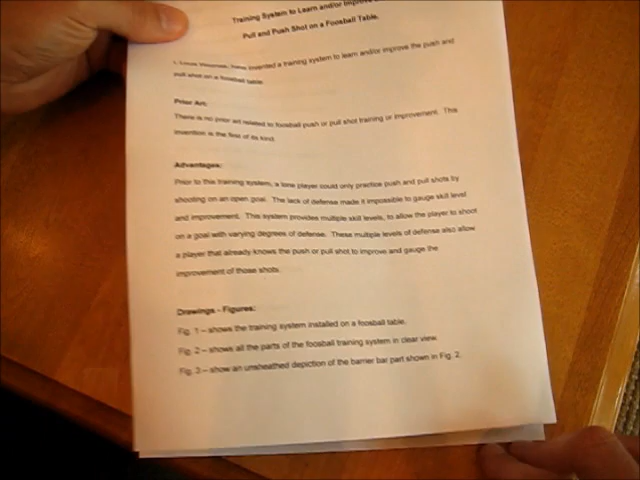 Training System to Learn and/or Improve
Pull and Push Shot on a Foosball Table.
I, Louis have invented a training system to learn and/or improve the push and
pull shot on a foosball table.
Prior Art:
There is no prior art related to foosball push or pull shot training or improvement. This
invention is the first of its kind.
Advantages:
Prior to this training system, a lone player could only practice push and pull shots by
shooting on an open goal. The lack of defense made it impossible to gauge skill level
and improvement. This system provides multiple skill levels, to allow the player to shoot
on a goal with varying degrees of defense. These multiple levels of defense also allow
a player that already knows the push or pull shot to improve and gauge the
improvement of those shots.
Drawings - Figures:
Fig. 1 – shows the training system installed on a foosball table.
Fig. 2 – shows all the parts of the foosball training system in clear view.
Fig. 3 – show an unsheathed depiction of the barrier bar part shown in Fig. 2.